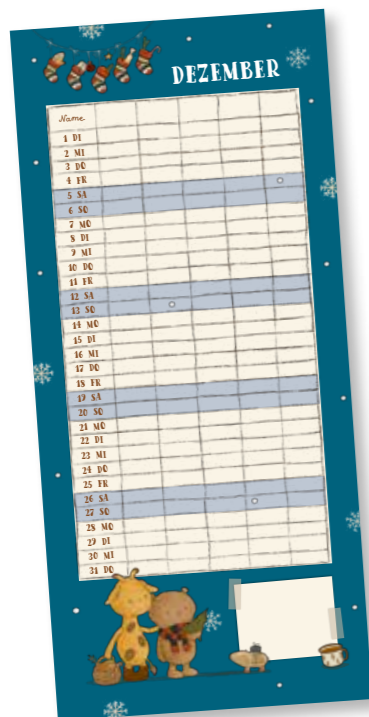 DEZEMBER
Name
1 DI
2 MI
3 DO
4 FR
5 SA
6 SO
7 MO
8 DI
9 MI
10 DO
11 FR
12 SA
13 SO
14 MO
15 DI
16 MI
17 DO
18 FR
19 SA
20 SO
21 MO
22 DI
23 MI
24 DO
25 FR
26 SA
27 SO
28 MO
29 DI
30 MI
31 DO